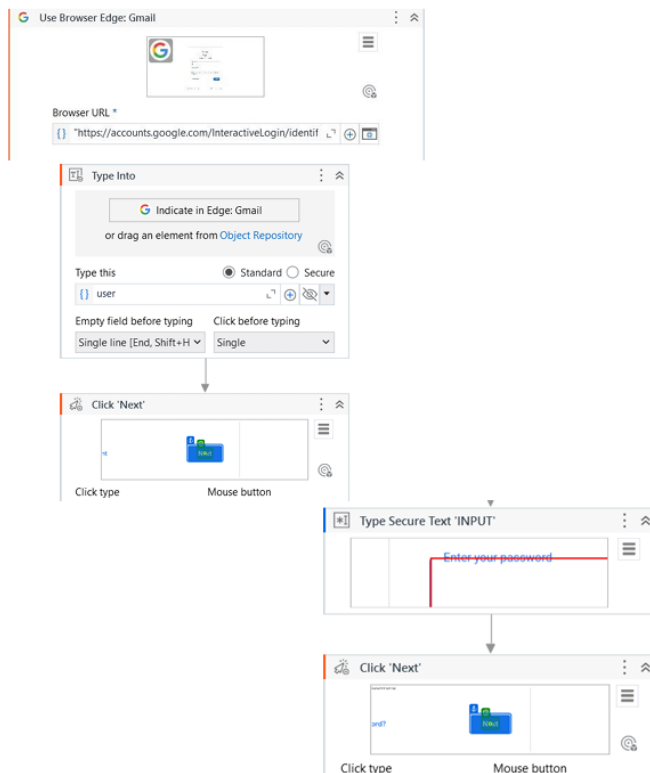 Use Browser Edge: Gmail
Browser URL *
"https://accounts.google.com/InteractiveLogin/identif
Type Into
Indicate in Edge: Gmail
or drag an element from Object Repository
Type this
Standard
Secure
user
Empty field before typing
Click before typing
Single line [End, Shift+H
Single
Click 'Next'
Click type
Mouse button
Type Secure Text 'INPUT'
Enter your password
Click 'Next'
ord?
Click type
Mouse button